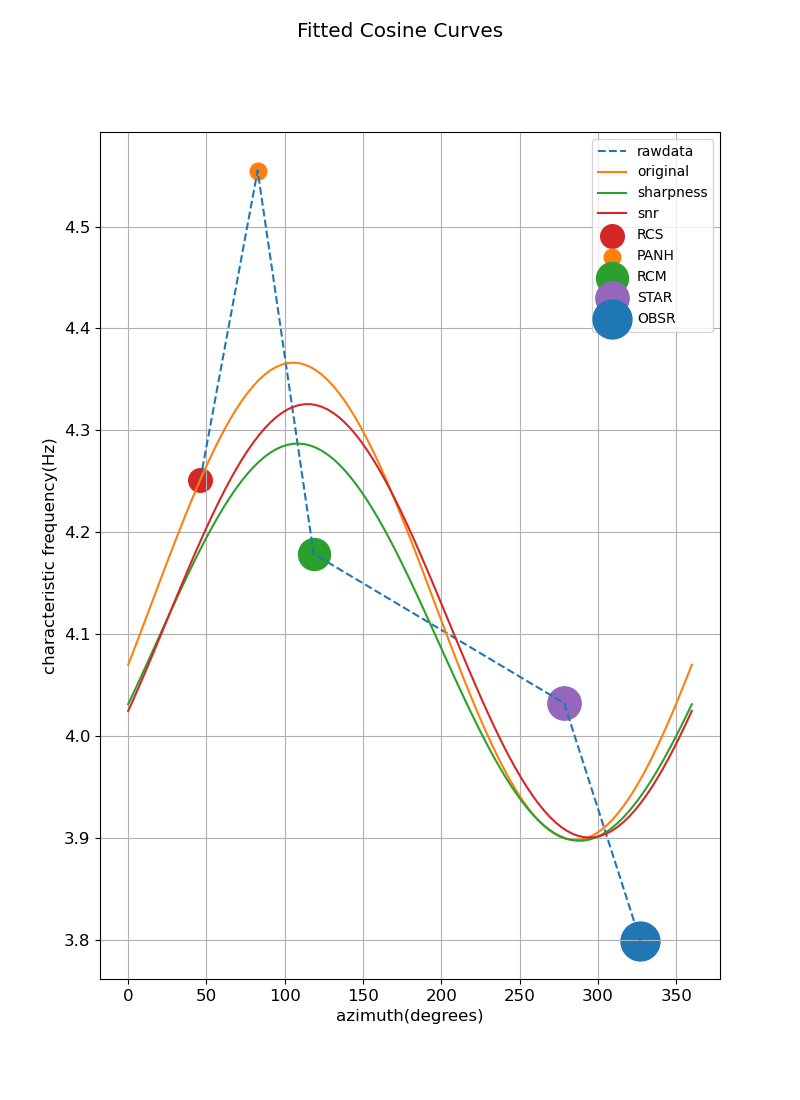 Fitted Cosine Curves
rawdata
original
sharpness
snr
RCS
PANH
RCM
STAR
OBSR
4.5
4.4
4.3
4.2
4.1
4.0
3.9
3.8
characteristic frequency(Hz)
0 50 100 150 200 250 300 350
azimuth(degrees)